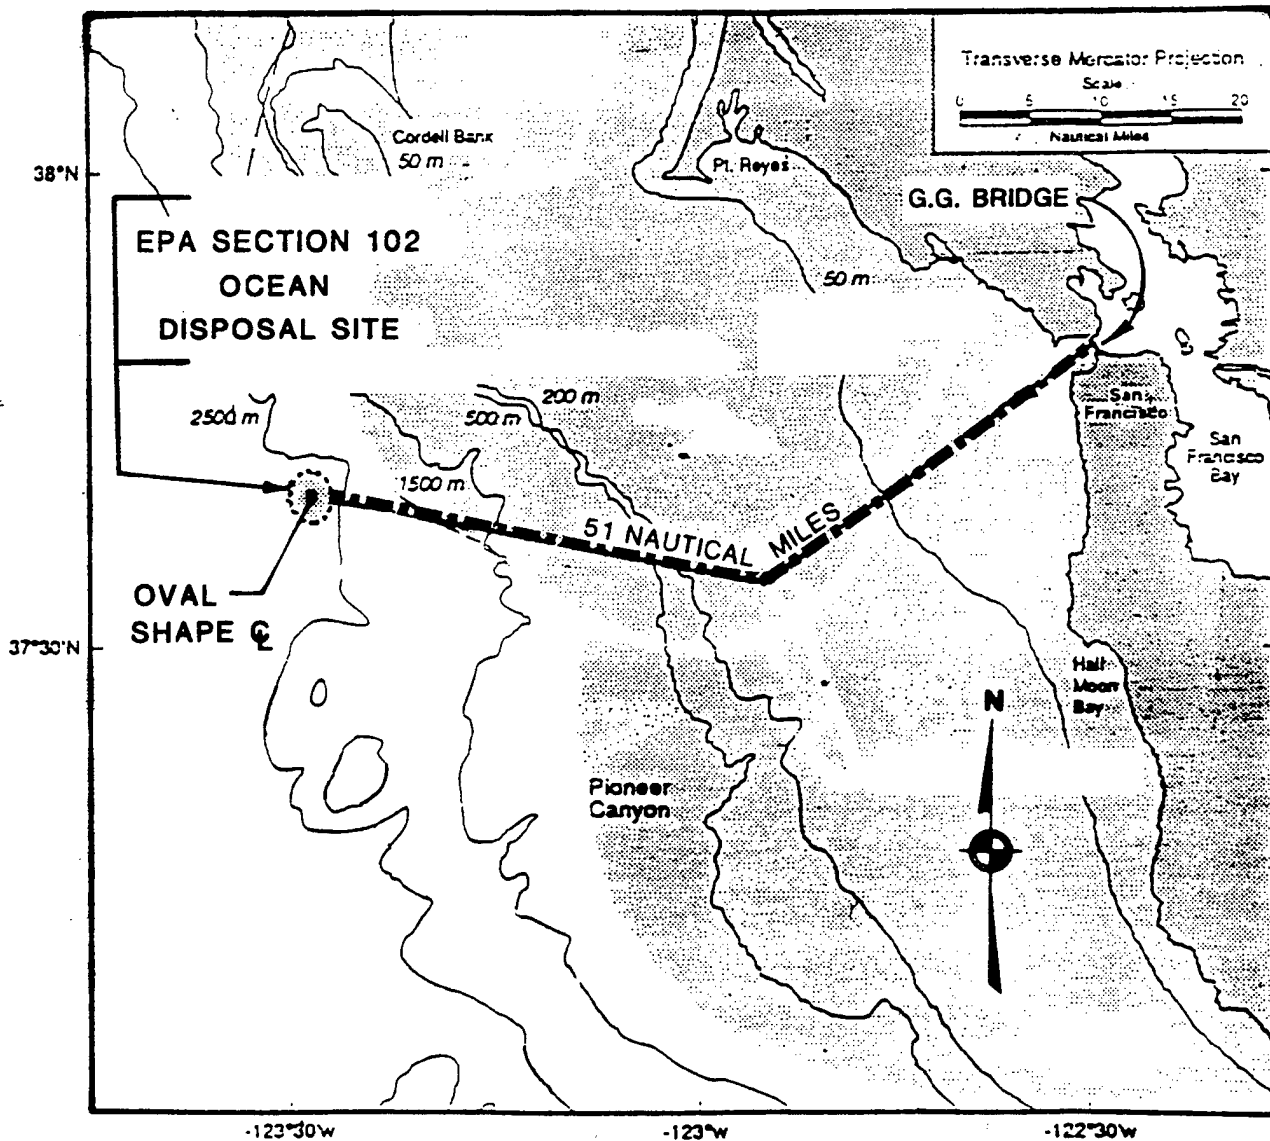 Transverse Mercator Projection
Scale
0 5 10 15 20
Nautical Miles
Cordell Bank
50 m
38°N
Pt. Reyes
G.G. BRIDGE
EPA SECTION 102
OCEAN
DISPOSAL SITE
50 m
200 m
2500 m
500 m
San
Francisco
San
Francisco
Bay
1500 m
51 NAUTICAL MILES
OVAL
SHAPE ℄
37°30'N
Half
Moon
Bay
N
Pioneer
Canyon
-123°30'W
-123°W
-122°30'W